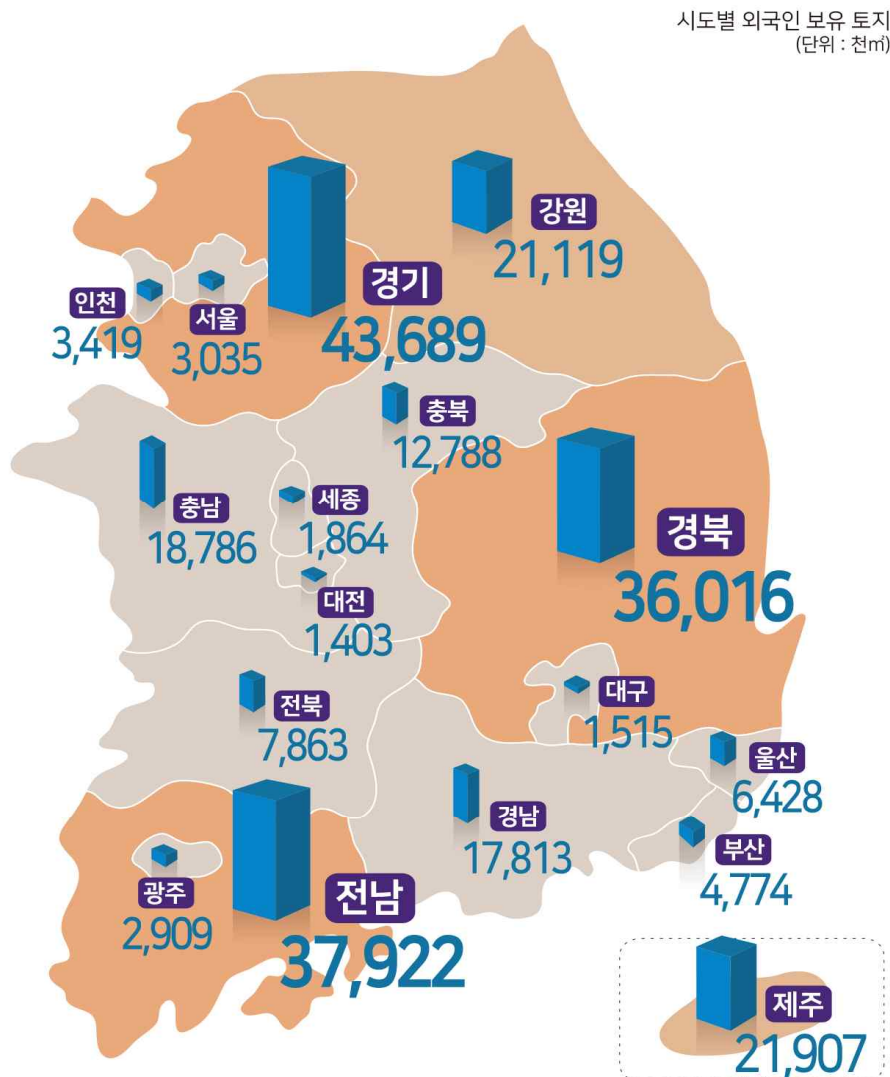 시도별 외국인 보유 토지
(단위 : 천㎡)
강원
21,119
경기
43,689
인천
3,419
서울
3,035
충북
12,788
충남
18,786
세종
1,864
경북
36,016
대전
1,403
전북
7,863
대구
1,515
울산
6,428
경남
17,813
부산
4,774
광주
2,909
전남
37,922
제주
21,907